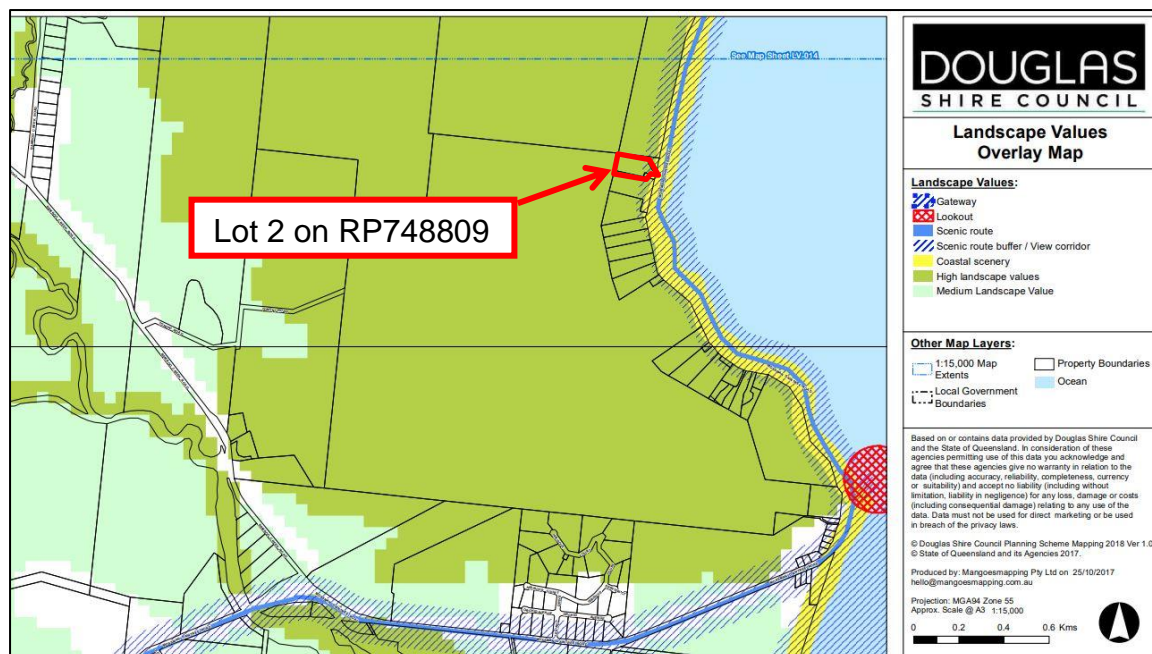 See Map Sheet LV-014
Lot 2 on RP748809
DOUGLAS
SHIRE COUNCIL
Landscape Values
Overlay Map
Landscape Values:
Gateway
Lookout
Scenic route
Scenic route buffer / View corridor
Coastal scenery
High landscape values
Medium Landscape Value
Other Map Layers:
1:15,000 Map
Extents
Local Government
Boundaries
Property Boundaries
Ocean
Based on or contains data provided by Douglas Shire Council
and the State of Queensland. In consideration of these
agencies permitting use of this data you acknowledge and
agree that these agencies give no warranty in relation to the
data (including accuracy, reliability, completeness, currency
or suitability) and accept no liability (including without
limitation, liability in negligence) for any loss, damage or costs
(including consequential damage) relating to any use of the
data. Data must not be used for direct marketing or be used
in breach of the privacy laws.
© Douglas Shire Council Planning Scheme Mapping 2018 Ver 1.0
© State of Queensland and its Agencies 2017.
Produced by: Mangoesmapping Pty Ltd on 25/10/2017
hello@mangoesmapping.com.au
Projection: MGA94 Zone 55
Approx. Scale @ A3 1:15,000
0 0.2 0.4 0.6 Kms